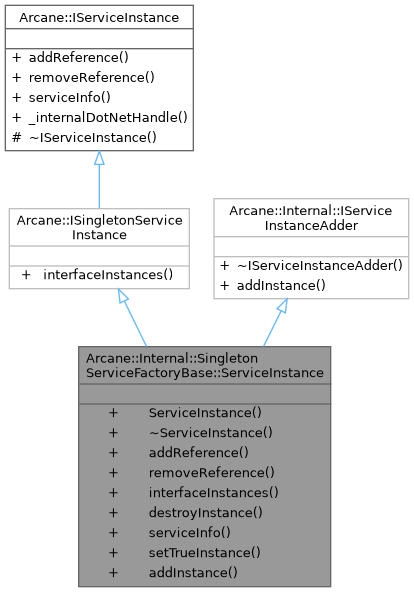 Arcane::IServiceInstance
+ addReference()
+ removeReference()
+ serviceInfo()
+ _internalDotNetHandle()
# ~IServiceInstance()
Arcane::ISingletonService
Instance
+ interfaceInstances()
Arcane::Internal::IService
InstanceAdder
+ ~IServiceInstanceAdder()
+ addInstance()
Arcane::Internal::Singleton
ServiceFactoryBase::ServiceInstance
+ ServiceInstance()
+ ~ServiceInstance()
+ addReference()
+ removeReference()
+ interfaceInstances()
+ destroyInstance()
+ serviceInfo()
+ setTrueInstance()
+ addInstance()